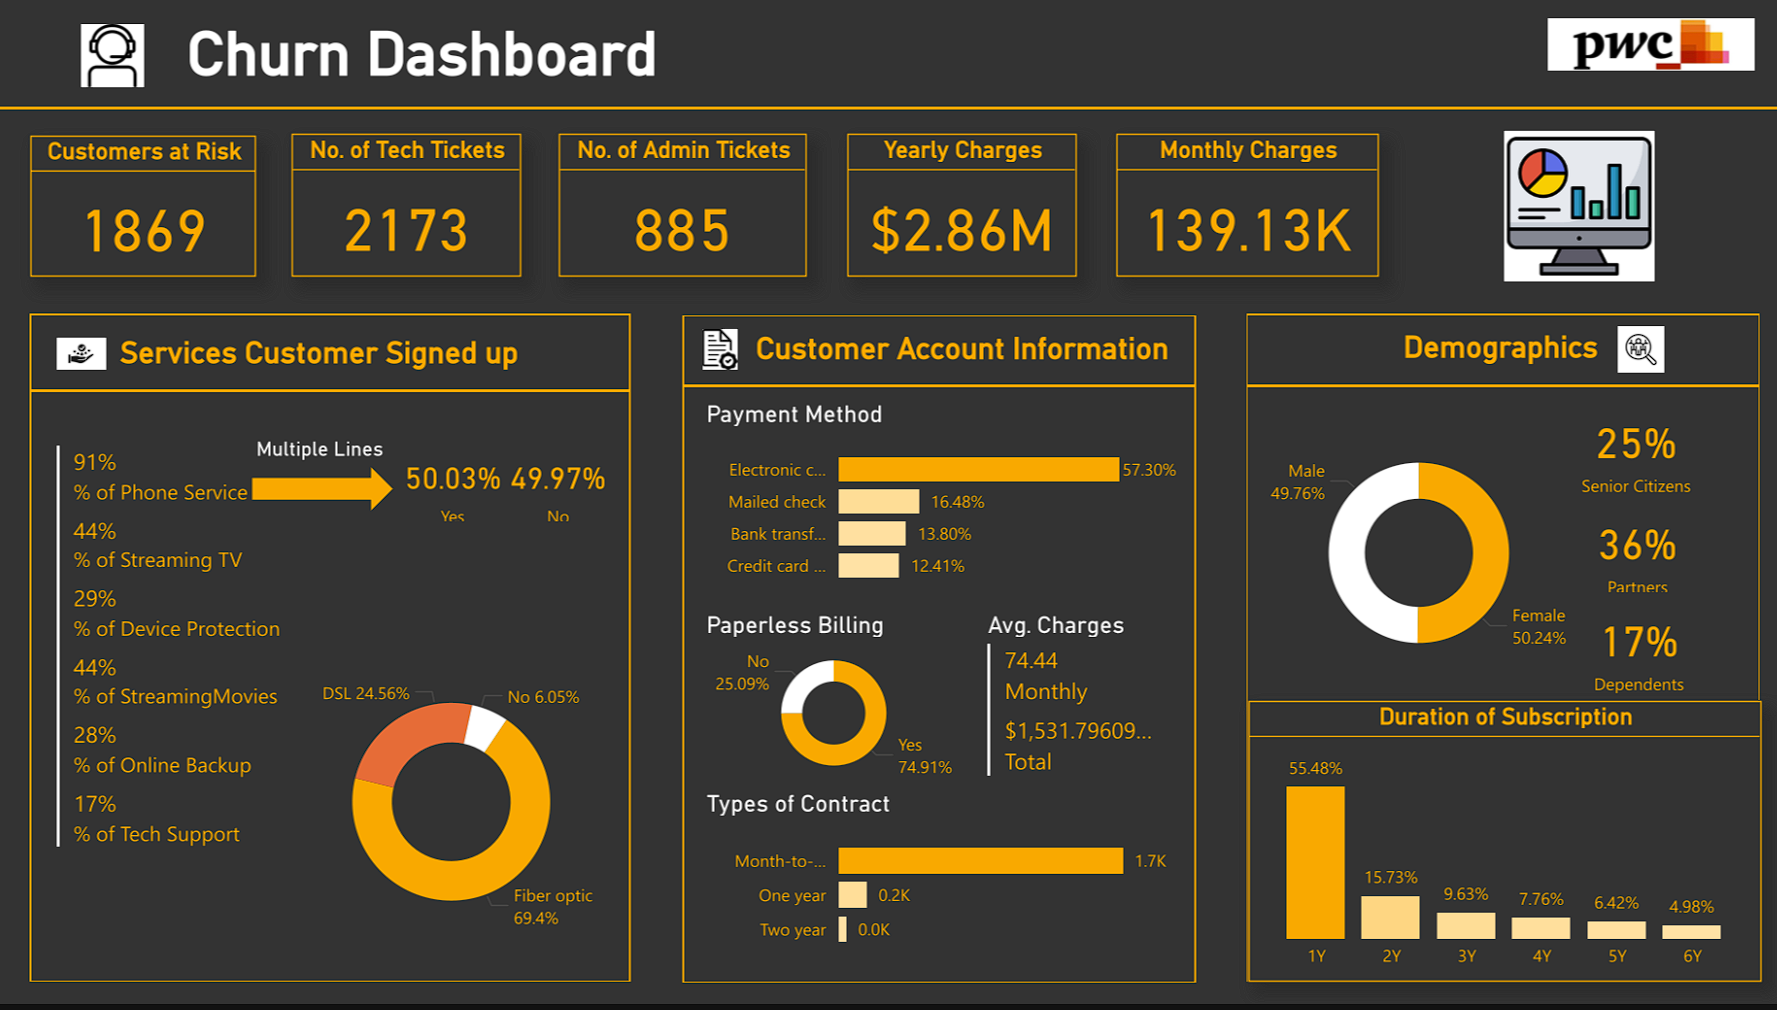 Churn Dashboard
pwc
Customers at Risk
1869
No. of Tech Tickets
2173
No. of Admin Tickets
885
Yearly Charges
$2.86M
Monthly Charges
139.13K
Services Customer Signed up
91%
% of Phone Service
Multiple Lines
50.03%
Yes
49.97%
No
44%
% of Streaming TV
29%
% of Device Protection
44%
% of StreamingMovies
28%
% of Online Backup
17%
% of Tech Support
DSL 24.56%
No 6.05%
Fiber optic
69.4%
Customer Account Information
Payment Method
Electronic c... 57.30%
Mailed check 16.48%
Bank transf... 13.80%
Credit card ... 12.41%
Paperless Billing
No
25.09%
Yes
74.91%
Avg. Charges
74.44
Monthly
$1,531.79609...
Total
Types of Contract
Month-to-... 1.7K
One year 0.2K
Two year 0.0K
Demographics
Male
49.76%
Female
50.24%
25%
Senior Citizens
36%
Partners
17%
Dependents
Duration of Subscription
55.48%
15.73%
9.63%
7.76%
6.42%
4.98%
1Y 2Y 3Y 4Y 5Y 6Y